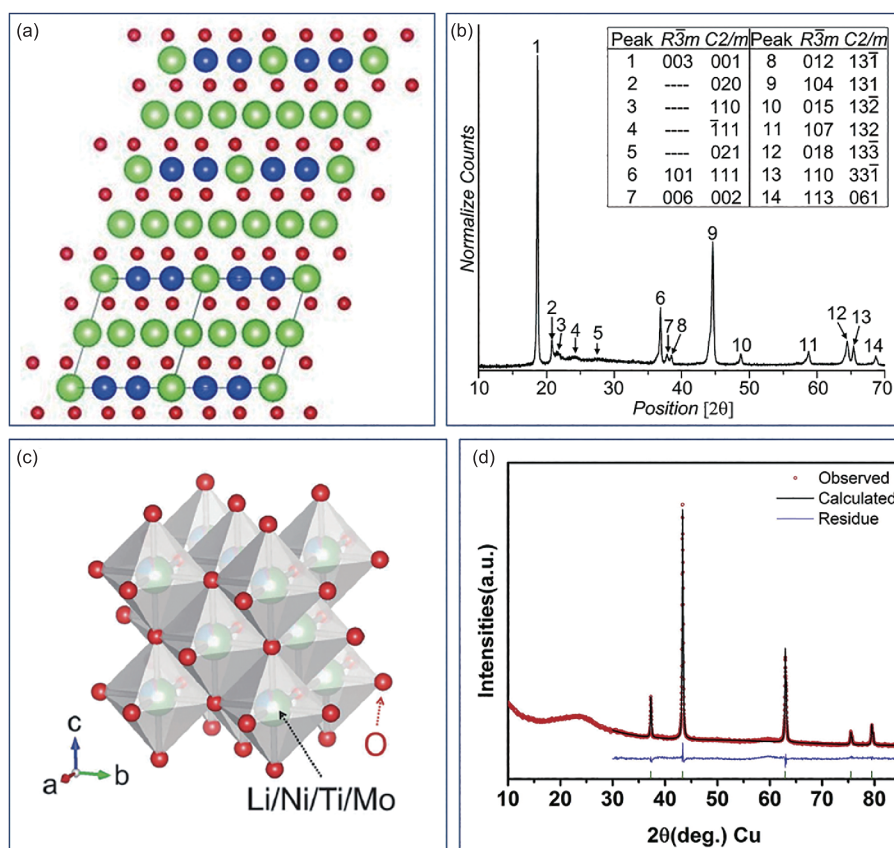 (a)
(b)
Peak R3̅m C2/m Peak R3̅m C2/m
1 003 001 8 012 131̅
2 ---- 020 9 104 131
3 ---- 110 10 015 132̅
4 ---- 1̅11 11 107 132
5 ---- 021 12 018 133̅
6 101 111 13 110 331̅
7 006 002 14 113 061
Normalize Counts
1
2
3
4
5
6
7
8
9
10
11
12
13
14
10 20 30 40 50 60 70
Position [2θ]
(c)
c
a
b
O
Li/Ni/Ti/Mo
(d)
Observed
Calculated
Residue
Intensities(a.u.)
10 20 30 40 50 60 70 80
2θ(deg.) Cu